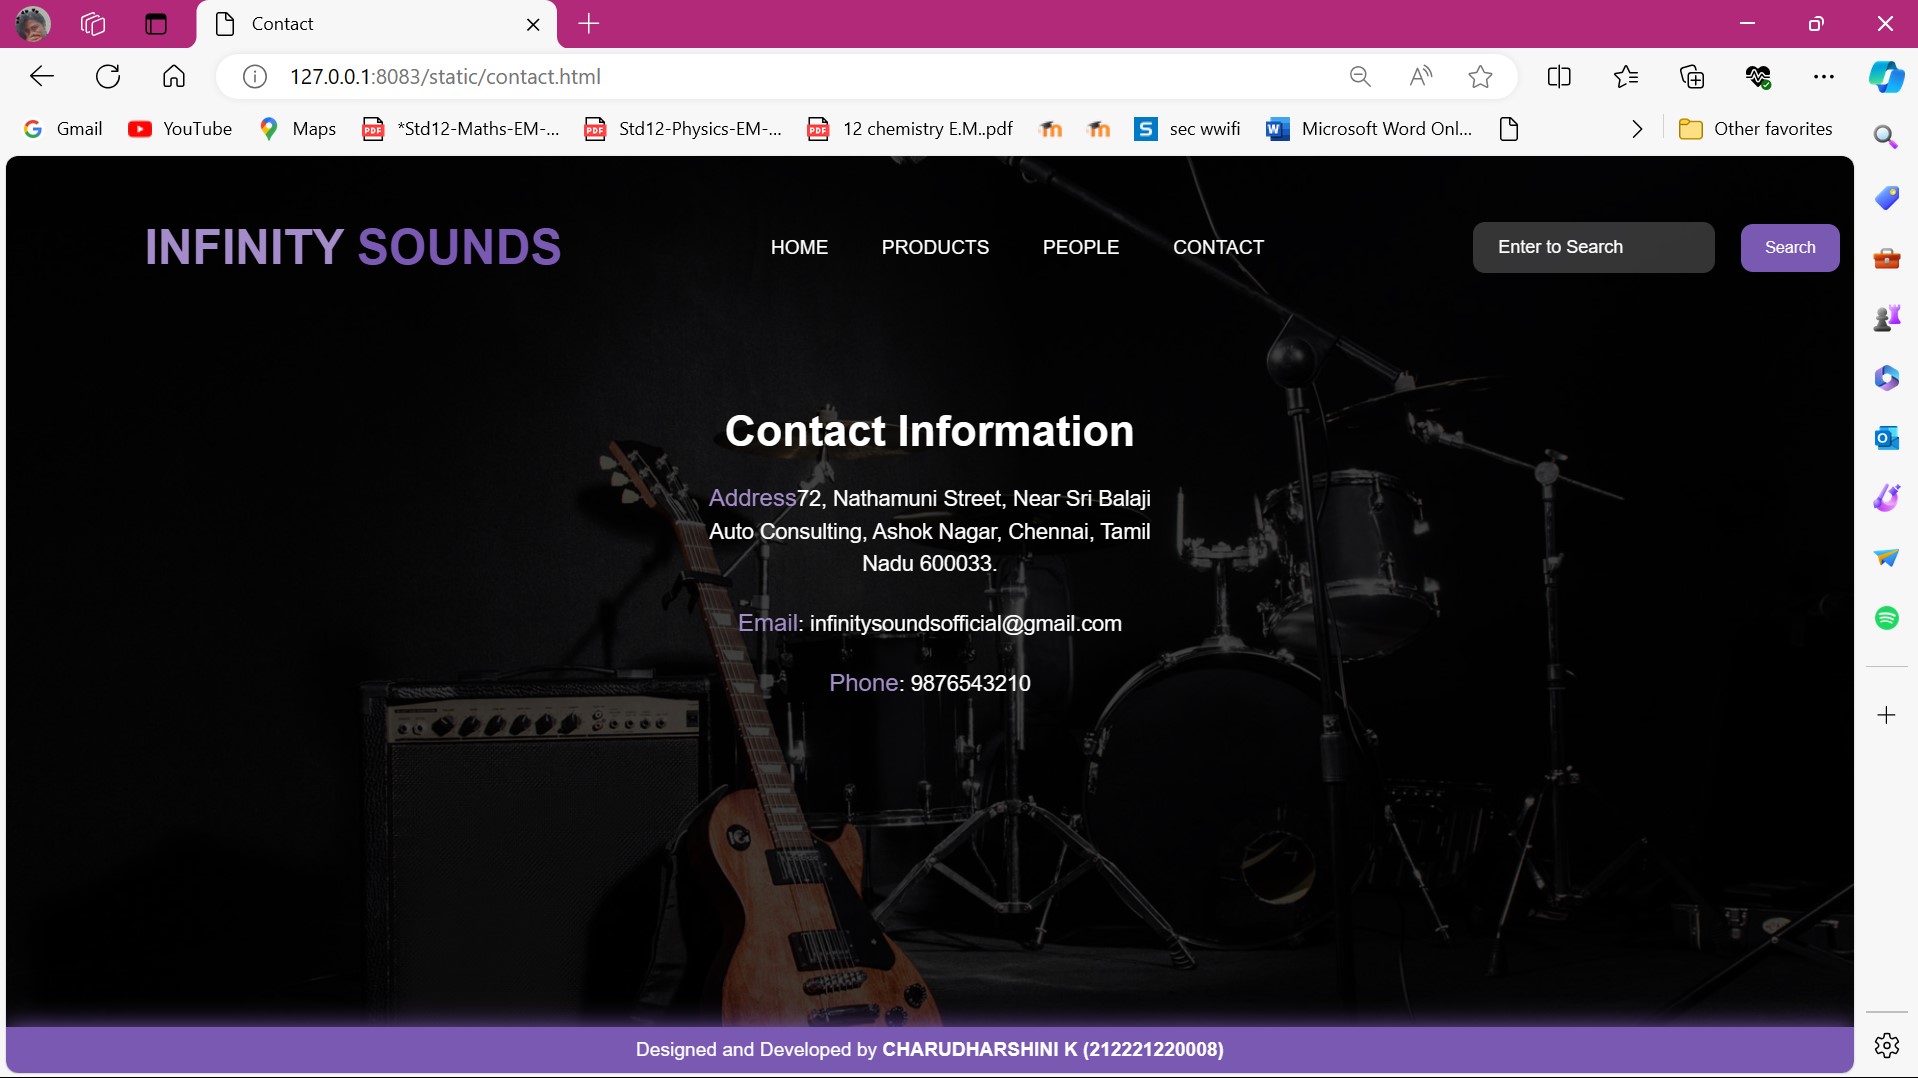 Contact
127.0.0.1:8083/static/contact.html
Gmail YouTube Maps *Std12-Maths-EM-... Std12-Physics-EM-... 12 chemistry E.M..pdf sec wwifi Microsoft Word Onl... Other favorites
INFINITY SOUNDS HOME PRODUCTS PEOPLE CONTACT Enter to Search Search
Contact Information
Address72, Nathamuni Street, Near Sri Balaji
Auto Consulting, Ashok Nagar, Chennai, Tamil
Nadu 600033.
Email: infinitysoundsofficial@gmail.com
Phone: 9876543210
Designed and Developed by CHARUDHARSHINI K (212221220008)